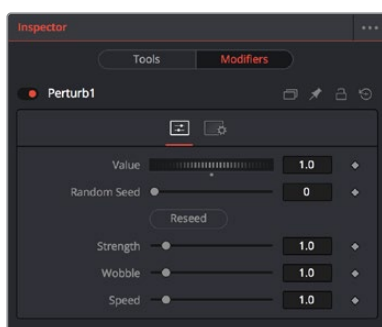 Inspector
Tools Modifiers
Perturb1
Value 1.0
Random Seed 0
Reseed
Strength 1.0
Wobble 1.0
Speed 1.0